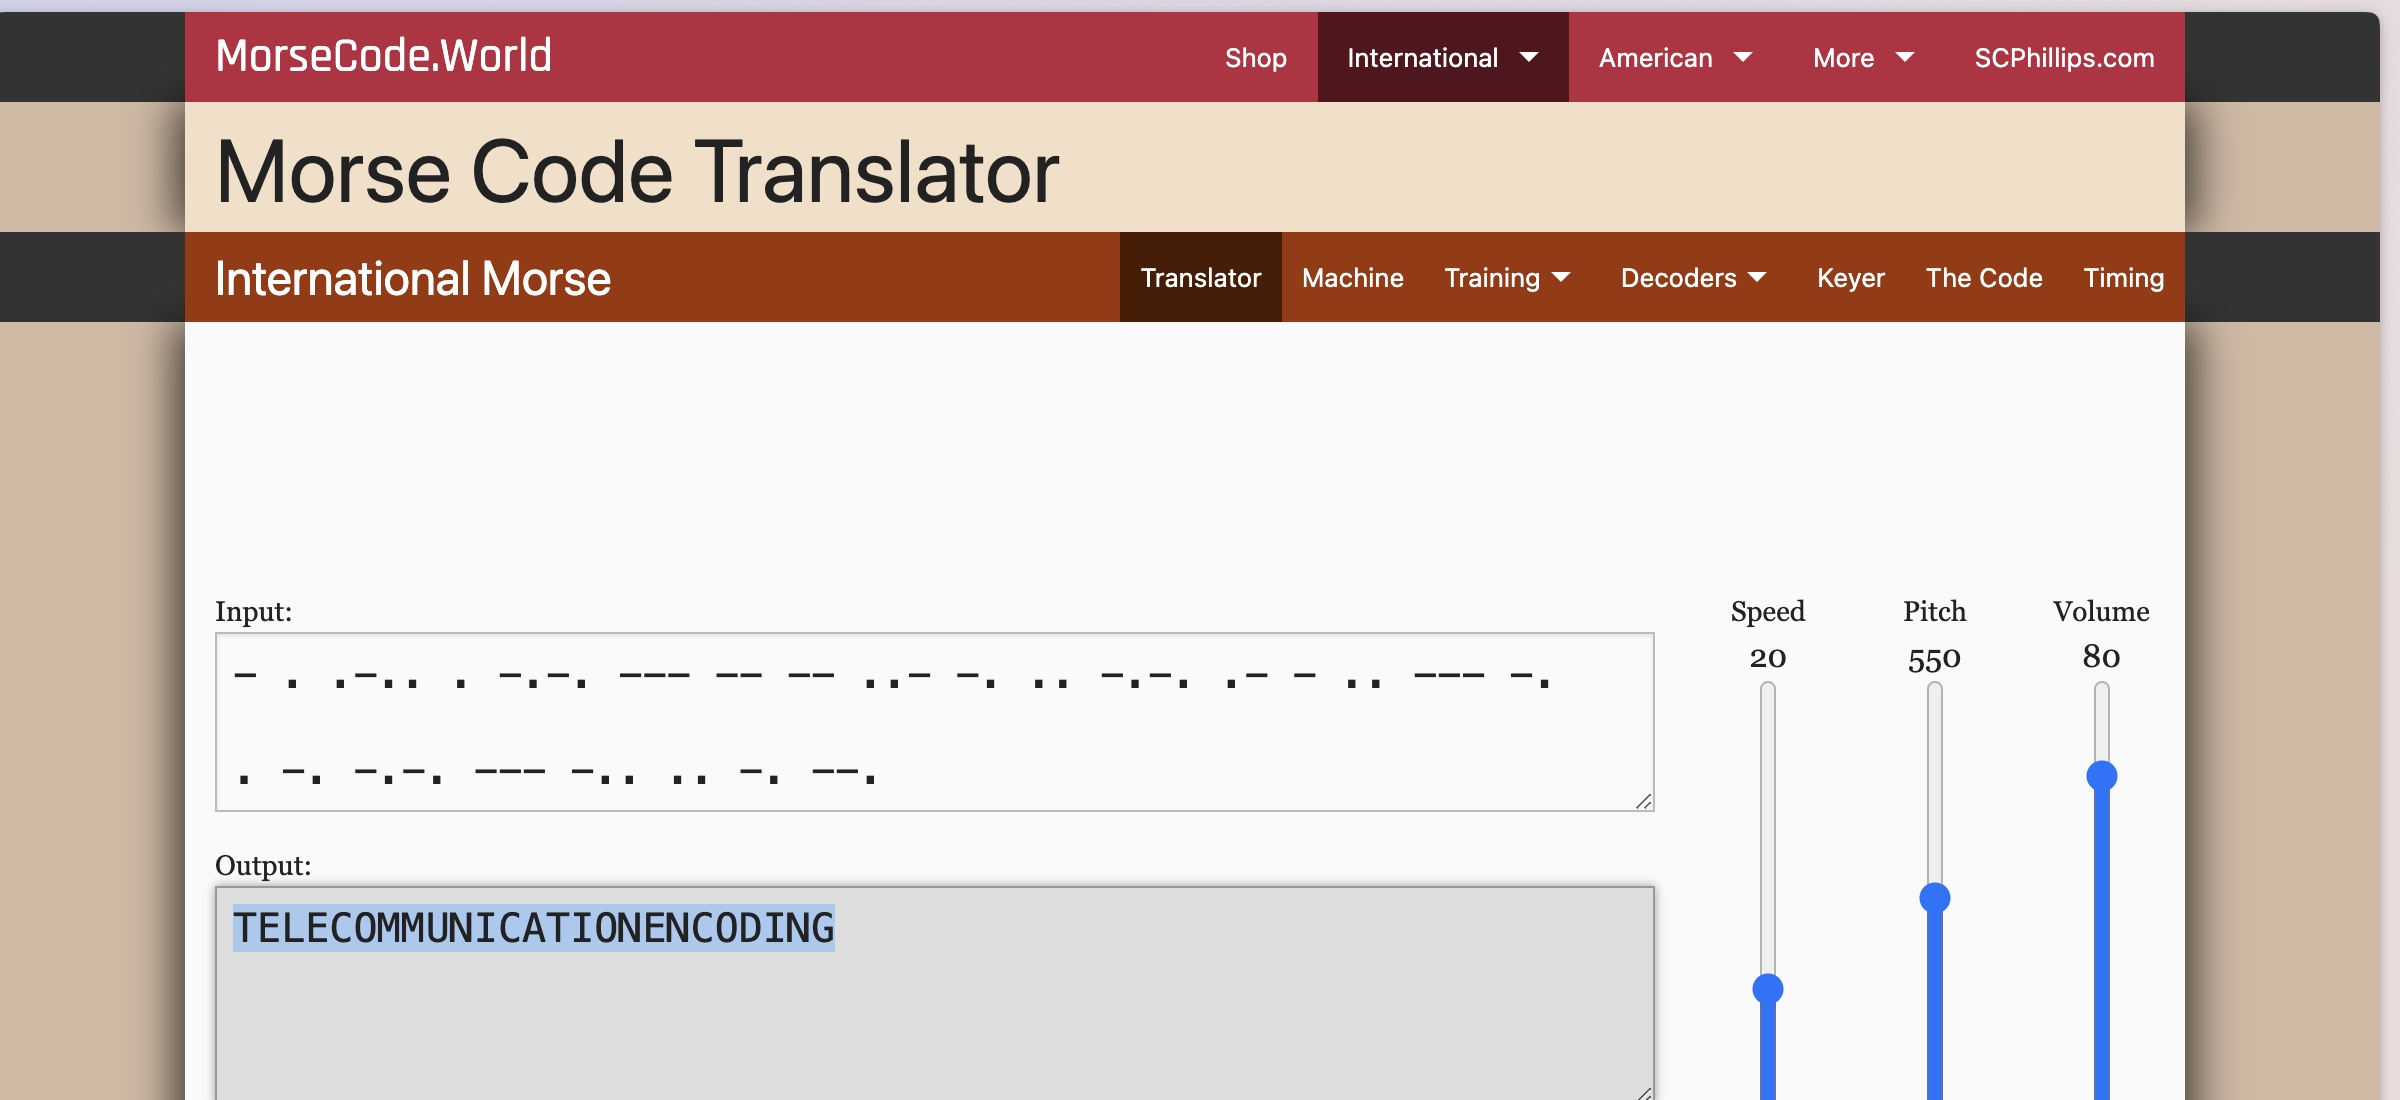 MorseCode.World
Shop International American More SCPhillips.com
Morse Code Translator
International Morse
Translator Machine Training Decoders Keyer The Code Timing
Input:
- . .-.. . -.-. --- -- -- ..- -. .. -.-. .- - .. --- -.
. -. -.-. --- -.. .. -. --.
Speed Pitch Volume
20 550 80
Output:
TELECOMMUNICATIONENCODING